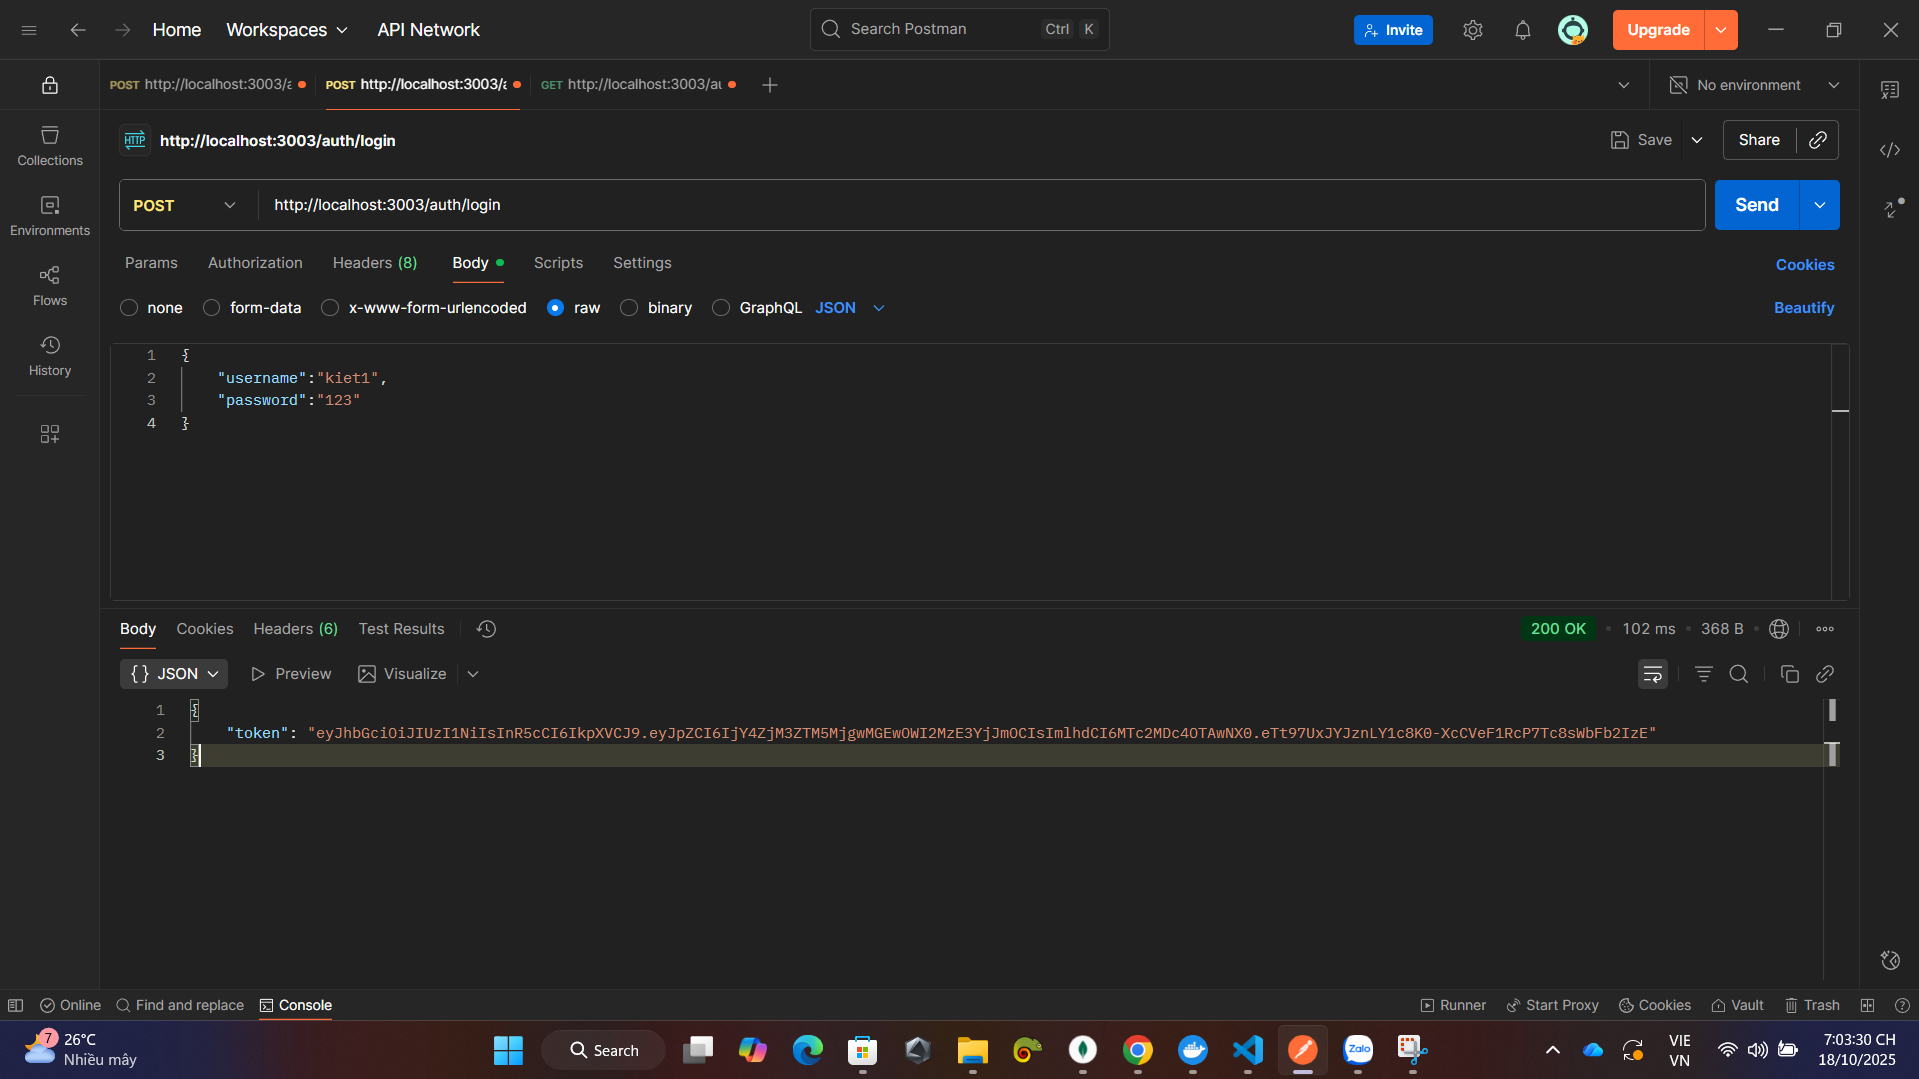 Home
Workspaces
API Network
Search Postman
Ctrl
K
Invite
Upgrade
POST http://localhost:3003/a
POST http://localhost:3003/a
GET http://localhost:3003/au
No environment
Collections
Environments
Flows
History
HTTP
http://localhost:3003/auth/login
Save
Share
POST
http://localhost:3003/auth/login
Send
Params
Authorization
Headers (8)
Body
Scripts
Settings
Cookies
none
form-data
x-www-form-urlencoded
raw
binary
GraphQL
JSON
Beautify
1 {
2 "username":"kiet1",
3 "password":"123"
4 }
Body
Cookies
Headers (6)
Test Results
200 OK
102 ms
368 B
{} JSON
Preview
Visualize
1 {
2 "token": "eyJhbGciOiJIUzI1NiIsInR5cCI6IkpXVCJ9.eyJpZCI6IjY4ZjM3ZTM5MjgwMGEwOWI2MzE3YjJmOCIsImlhdCI6MTc2MDc4OTAwNX0.eTt97UxJYJznLY1c8K0-XcCVeF1RcP7Tc8sWbFb2IzE"
3 }
Online
Find and replace
Console
Runner
Start Proxy
Cookies
Vault
Trash
7
26°C
Nhiều mây
Search
Zalo
VIE
VN
7:03:30 CH
18/10/2025